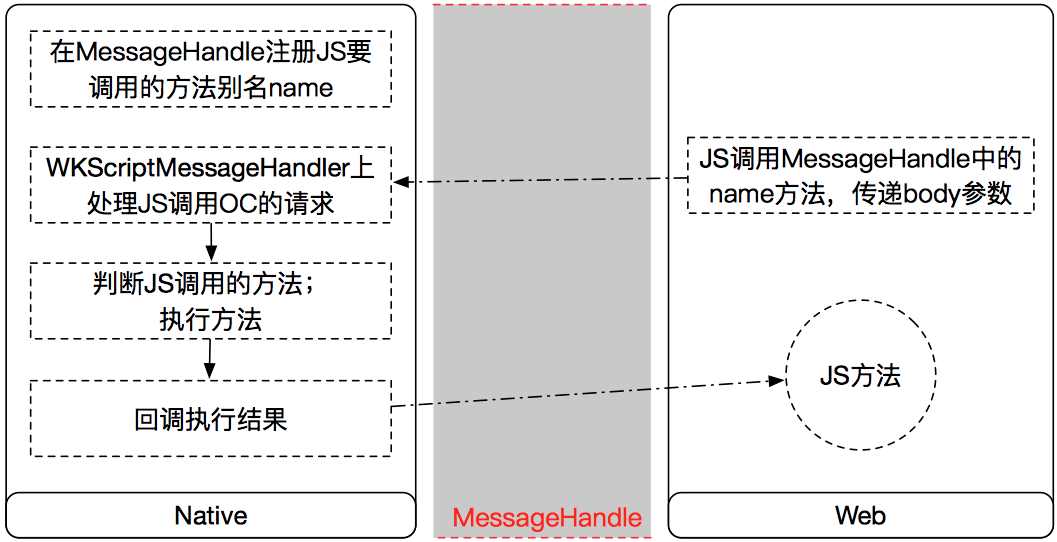 在MessageHandle注册JS要
调用的方法别名name
WKScriptMessageHandler上
处理JS调用OC的请求
判断JS调用的方法；
执行方法
回调执行结果
Native
MessageHandle
JS调用MessageHandle中的
name方法，传递body参数
JS方法
Web